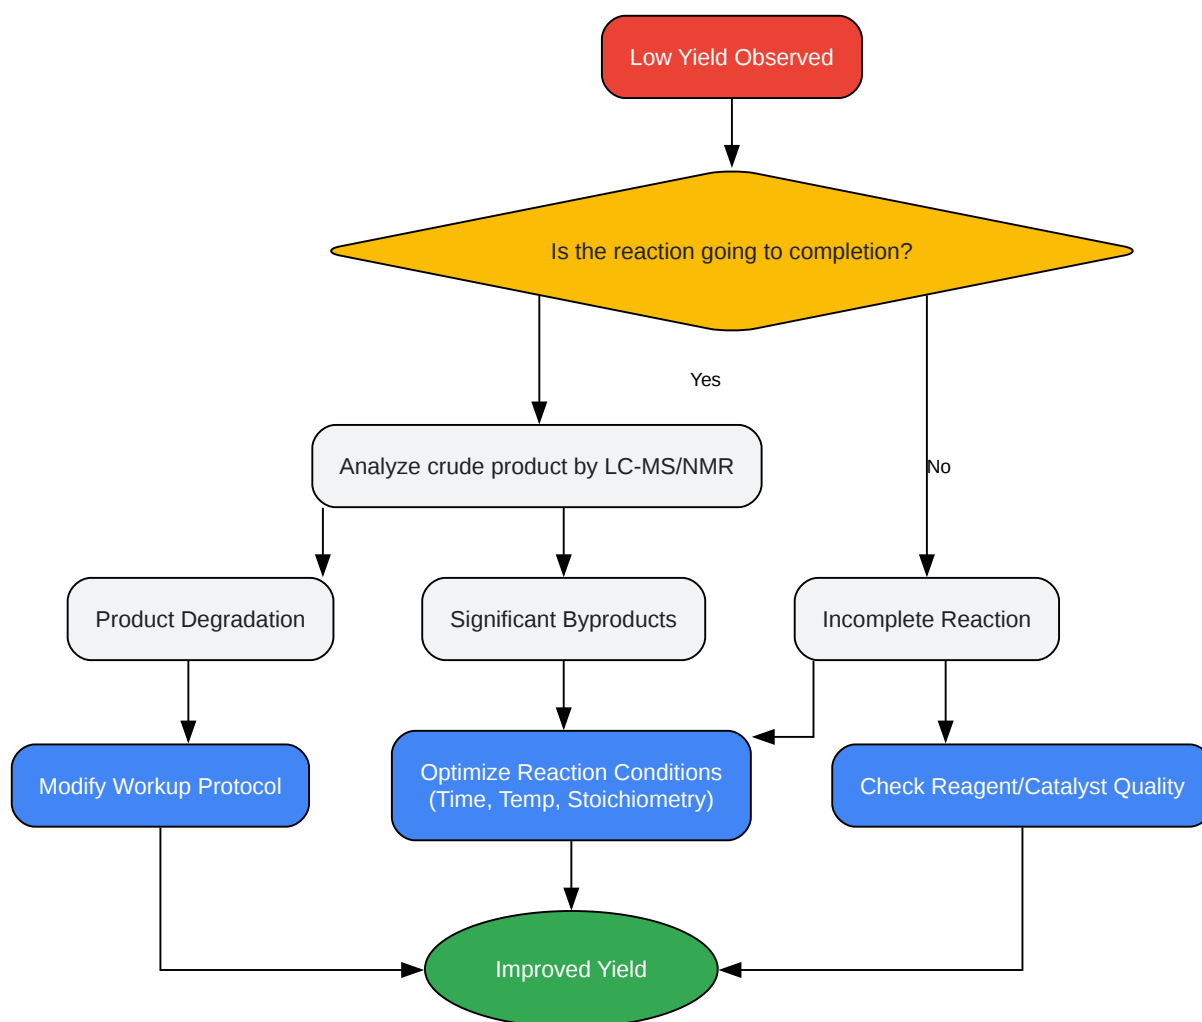 Low Yield Observed
Is the reaction going to completion?
Yes
Analyze crude product by LC-MS/NMR
No
Product Degradation
Significant Byproducts
Incomplete Reaction
Modify Workup Protocol
Optimize Reaction Conditions
(Time, Temp, Stoichiometry)
Check Reagent/Catalyst Quality
Improved Yield